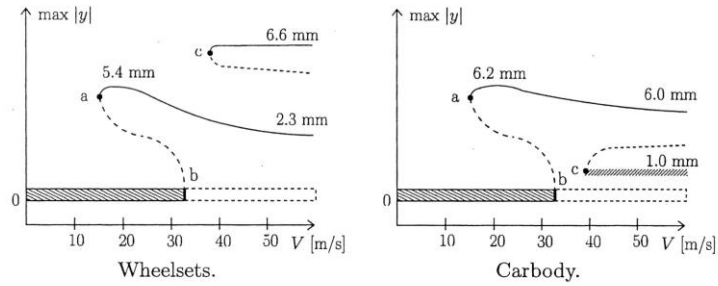 max |y|
6.6 mm
c
5.4 mm
a
2.3 mm
b
0
10 20 30 40 50 V [m/s]
Wheelsets.
max |y|
6.2 mm
a
6.0 mm
c
1.0 mm
b
0
10 20 30 40 50 V [m/s]
Carbody.